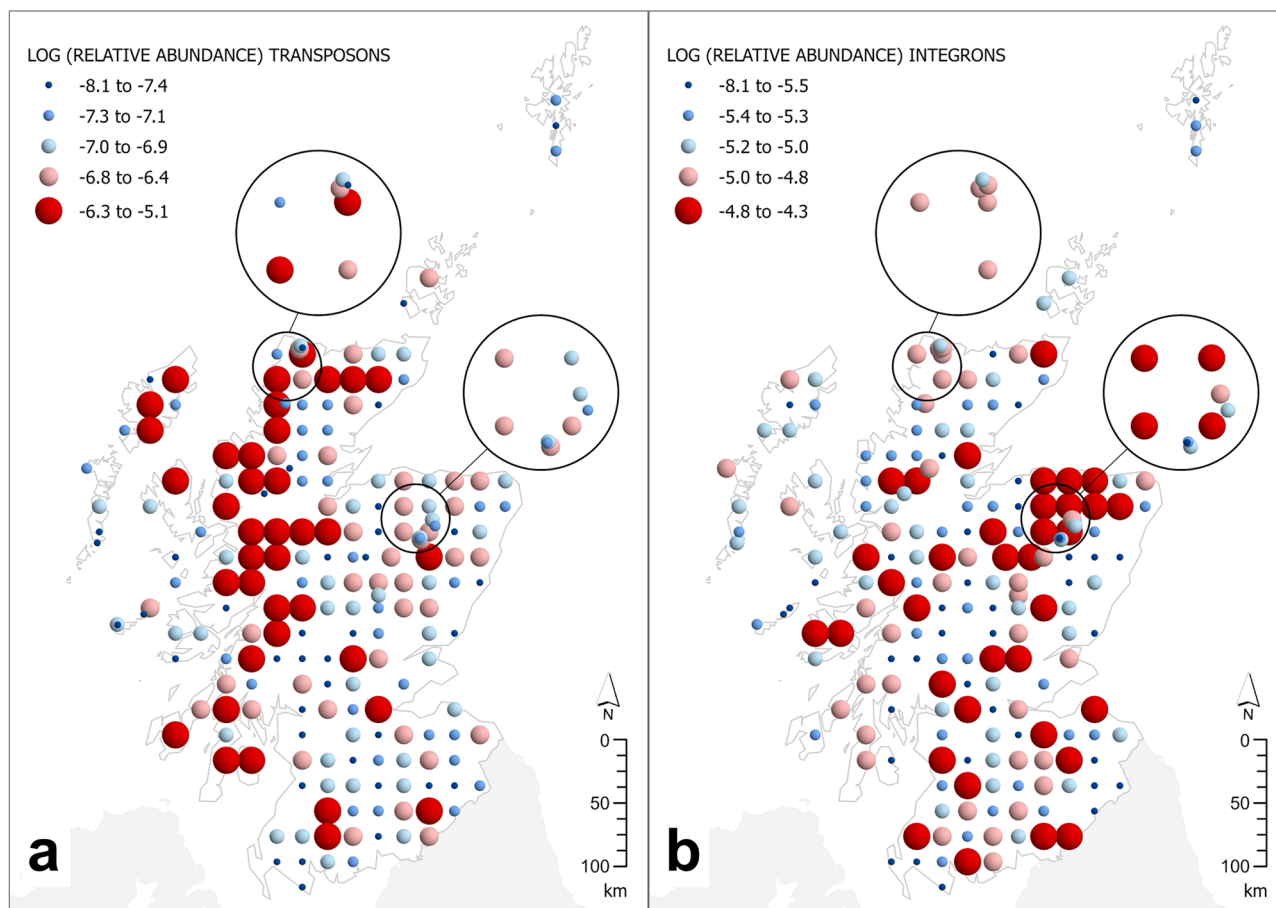 LOG (RELATIVE ABUNDANCE) TRANSPOSONS
-8.1 to -7.4
-7.3 to -7.1
-7.0 to -6.9
-6.8 to -6.4
-6.3 to -5.1
N
0
50
100
km
a
LOG (RELATIVE ABUNDANCE) INTEGRONS
-8.1 to -5.5
-5.4 to -5.3
-5.2 to -5.0
-5.0 to -4.8
-4.8 to -4.3
N
0
50
100
km
b